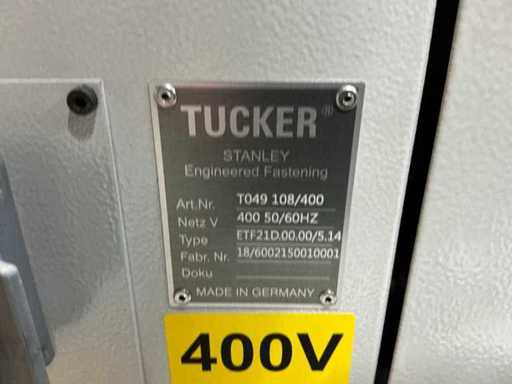 TUCKER®
STANLEY
Engineered Fastening
Art.Nr. T049 108/400
Netz V 400 50/60HZ
Type ETF21D.00.00/5.14
Fabr. Nr. 18/6002150010001
Doku
MADE IN GERMANY
400V